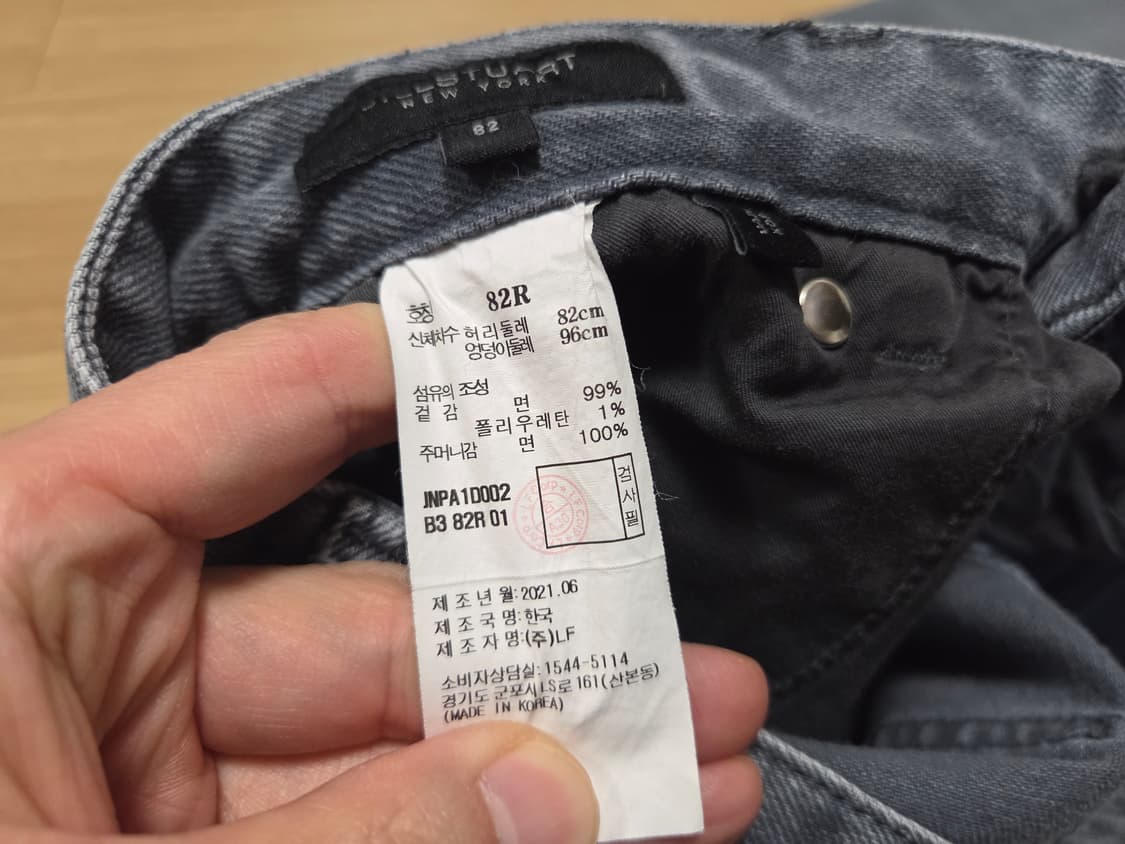 JILLSTUART
NEW YORK
82
호칭 82R
신체치수 허리둘레 82cm
엉덩이둘레 96cm
섬유의 조성
겉 감 면 99%
폴리우레탄 1%
주머니감 면 100%
JNPA1D002
B3 82R 01
검사필
LF Corp
제 조 년 월:2021.06
제 조 국 명:한국
제 조 자 명:(주)LF
소비자상담실:1544-5114
경기도 군포시 LS로 161(산본동)
(MADE IN KOREA)